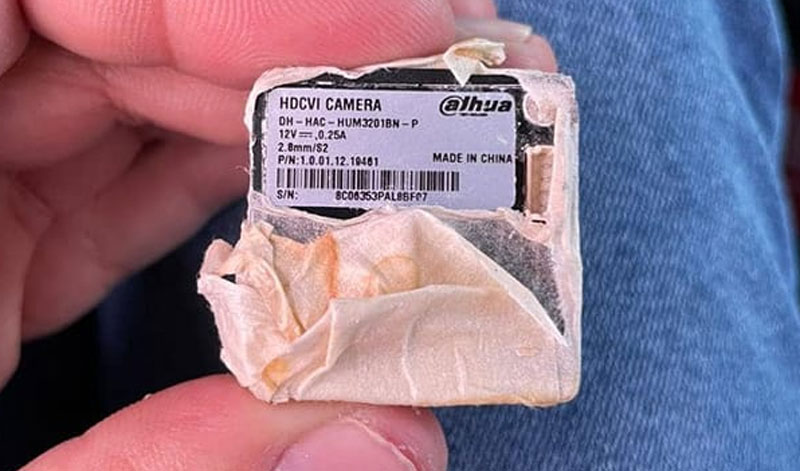 HDCVI CAMERA
alhua
DH-HAC-HUM3201BN-P
12V⎓,0.25A
2.8mm/S2
P/N:1.0.01.12.19461
MADE IN CHINA
S/N: 8C06353PAL8BF07